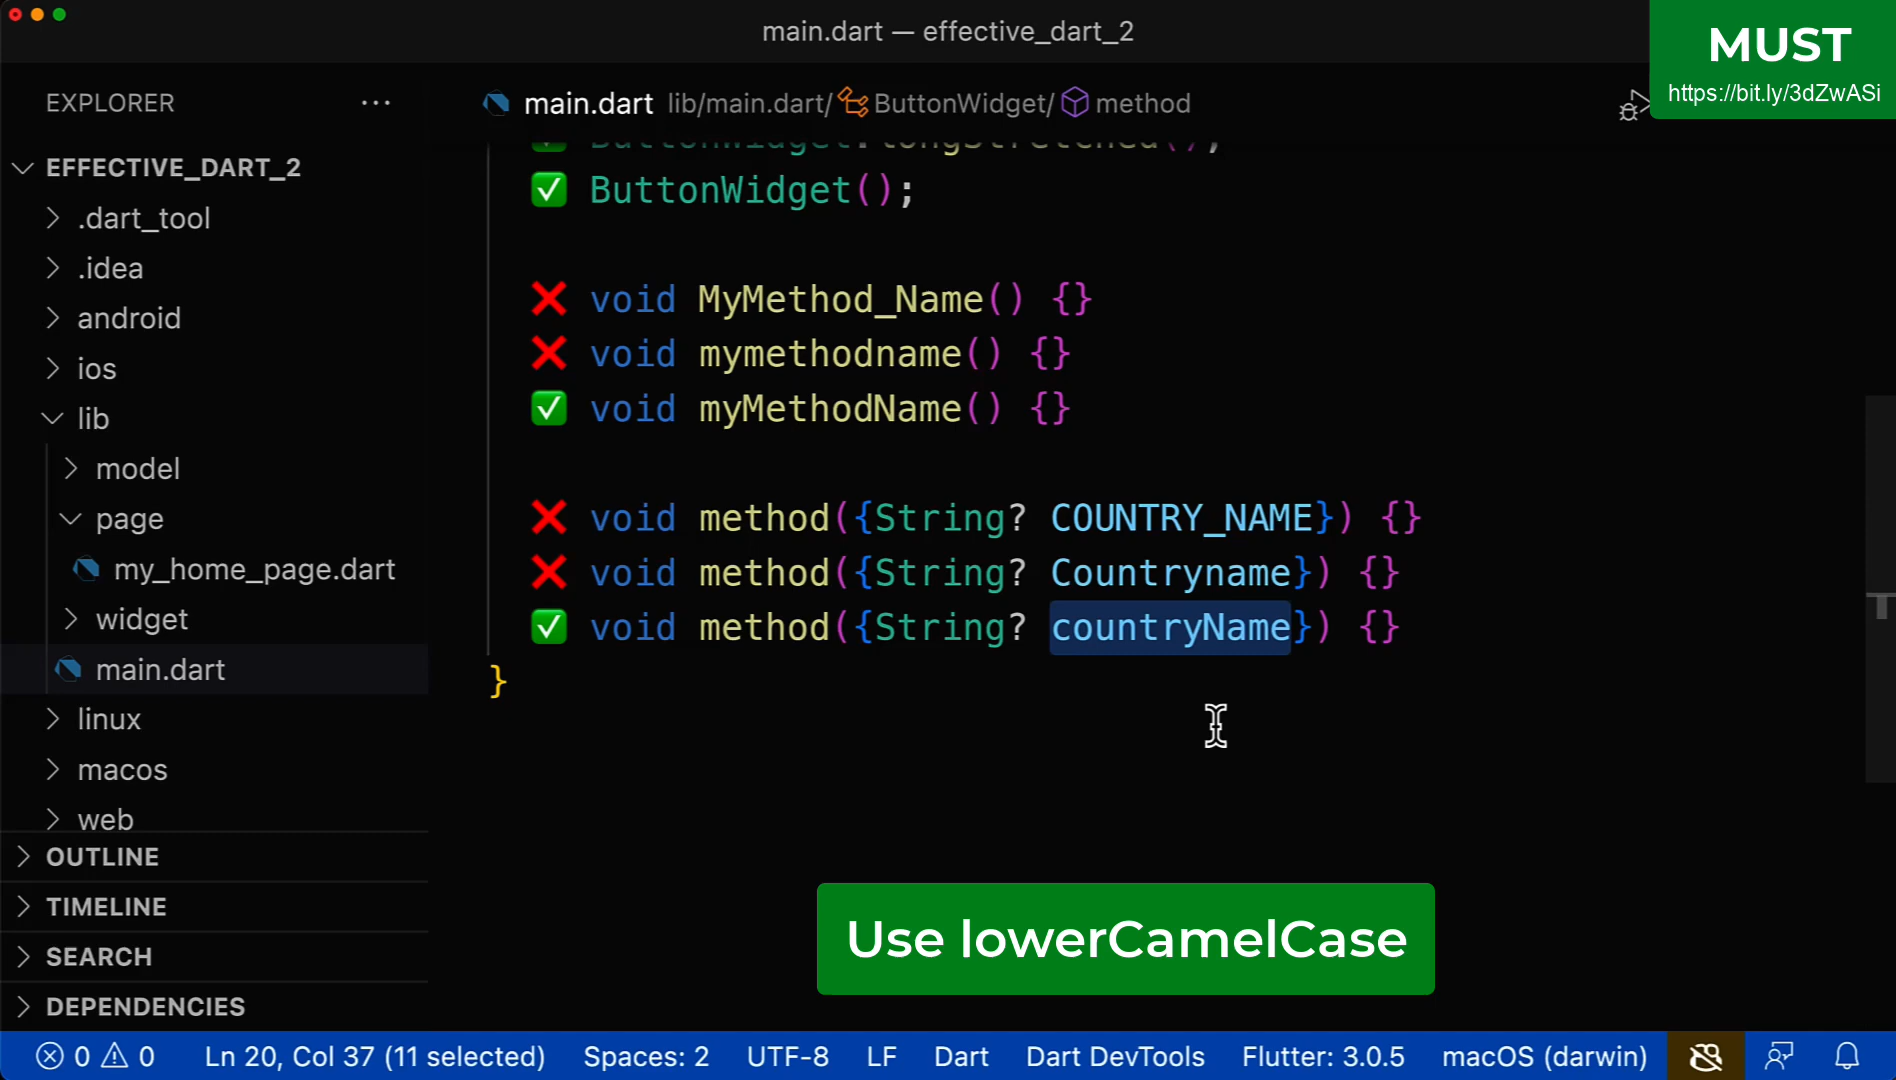 main.dart — effective_dart_2
MUST
https://bit.ly/3dZwASi
EXPLORER
main.dart lib/main.dart/ ButtonWidget/ method
EFFECTIVE_DART_2
.dart_tool
.idea
android
ios
lib
model
page
my_home_page.dart
widget
main.dart
linux
macos
web
OUTLINE
TIMELINE
SEARCH
DEPENDENCIES
✅ ButtonWidget.longStretched();
✅ ButtonWidget();
❌ void MyMethod_Name() {}
❌ void mymethodname() {}
✅ void myMethodName() {}
❌ void method({String? COUNTRY_NAME}) {}
❌ void method({String? Countryname}) {}
✅ void method({String? countryName}) {}
}
Use lowerCamelCase
0 0 Ln 20, Col 37 (11 selected) Spaces: 2 UTF-8 LF Dart Dart DevTools Flutter: 3.0.5 macOS (darwin)